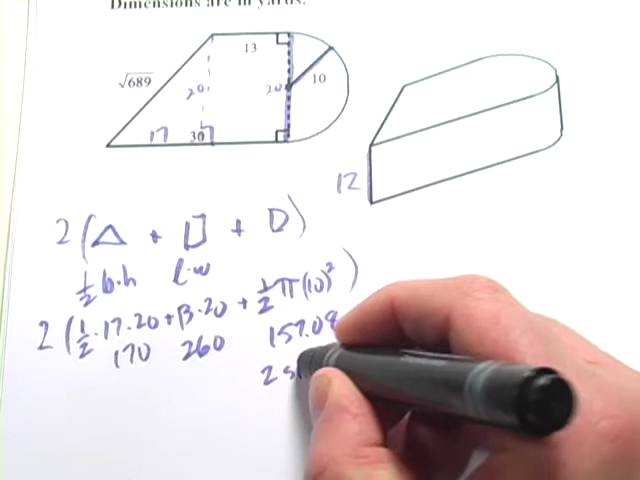 Dimensions are in yards.
13
√689
20
20
10
17
30
12
2 (△ + ▯ + D)
½ b·h l·w
2 (½·17·20 + 13·20 + ½π(10)²)
170 260 157.08